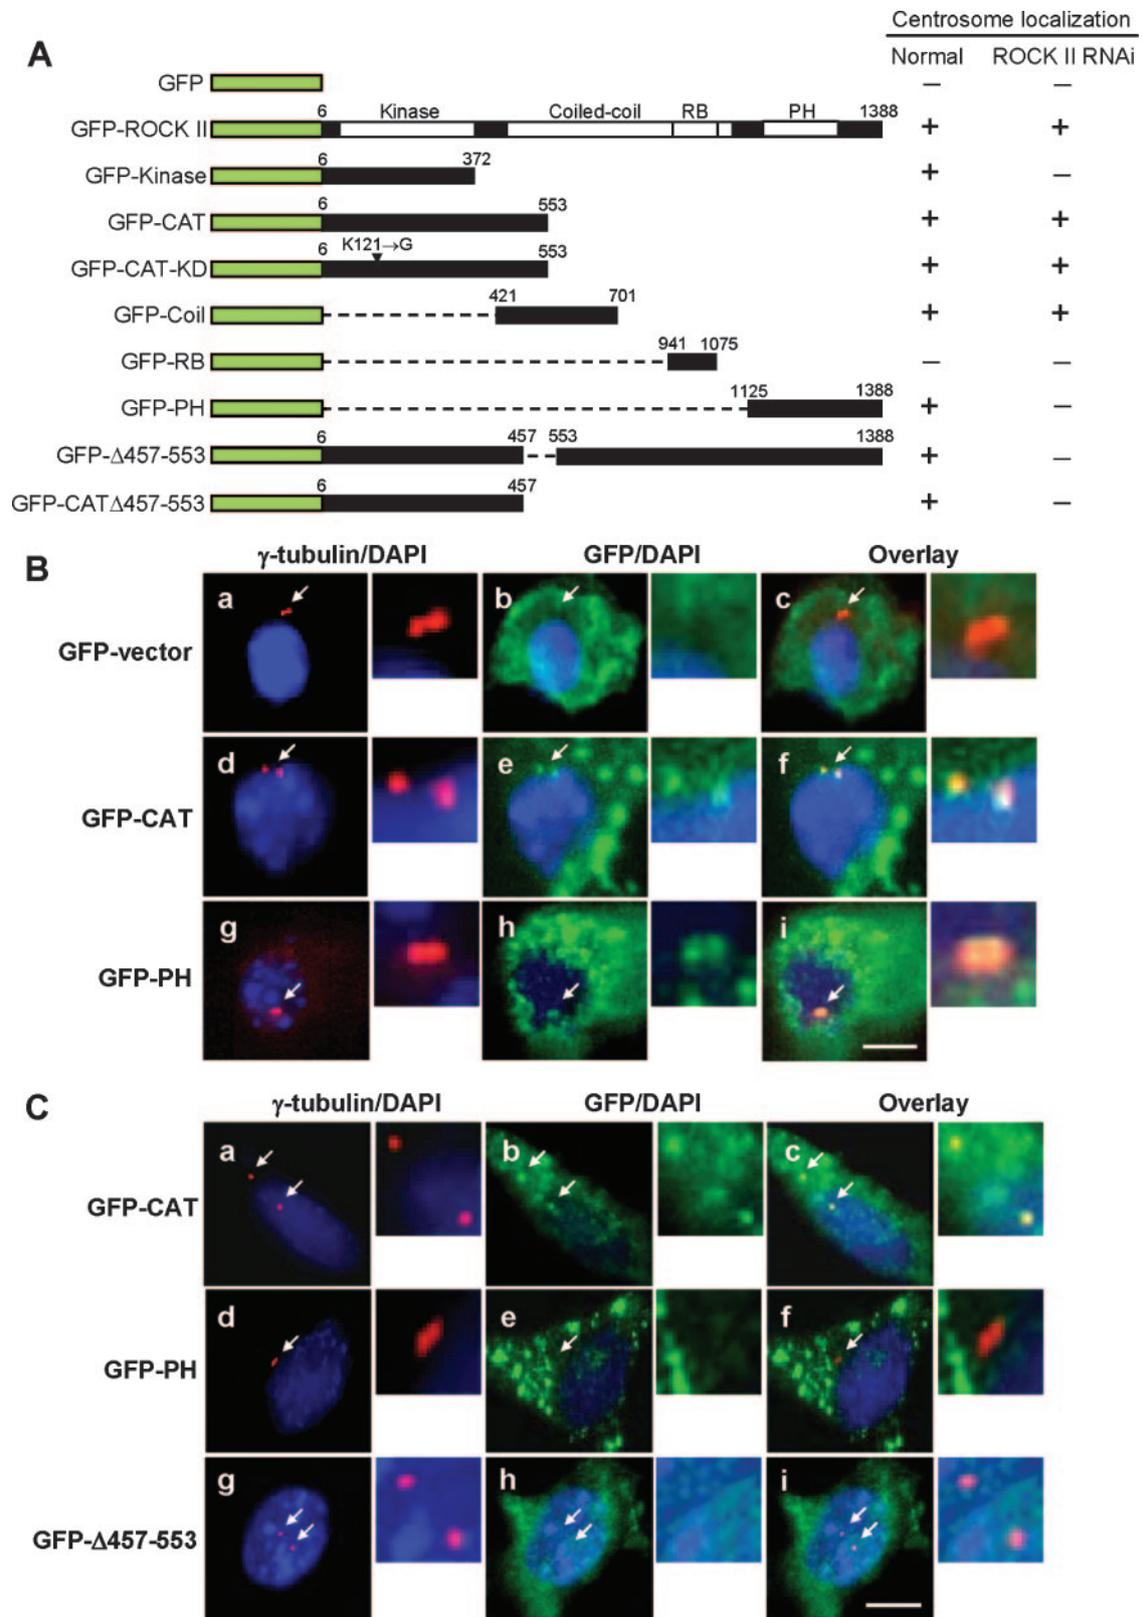 Centrosome localization
A
Normal ROCK II RNAi
GFP – –
6 Kinase Coiled-coil RB PH 1388
GFP-ROCK II + +
6 372
GFP-Kinase + –
6 553
GFP-CAT + +
6 K121→G 553
GFP-CAT-KD + +
421 701
GFP-Coil + +
941 1075
GFP-RB – –
1125 1388
GFP-PH + –
6 457 553 1388
GFP-Δ457-553 + –
6 457
GFP-CATΔ457-553 + –
B
γ-tubulin/DAPI GFP/DAPI Overlay
a b c
GFP-vector
d e f
GFP-CAT
g h i
GFP-PH
C
γ-tubulin/DAPI GFP/DAPI Overlay
a b c
GFP-CAT
d e f
GFP-PH
g h i
GFP-Δ457-553